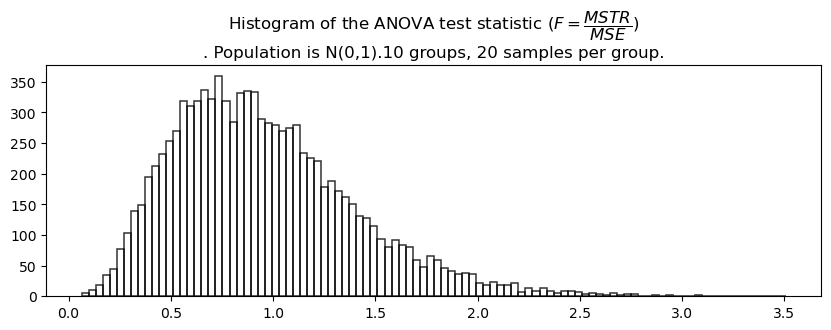 Histogram of the ANOVA test statistic (F = MSTR/MSE)
. Population is N(0,1).10 groups, 20 samples per group.
350
300
250
200
150
100
50
0
0.0 0.5 1.0 1.5 2.0 2.5 3.0 3.5